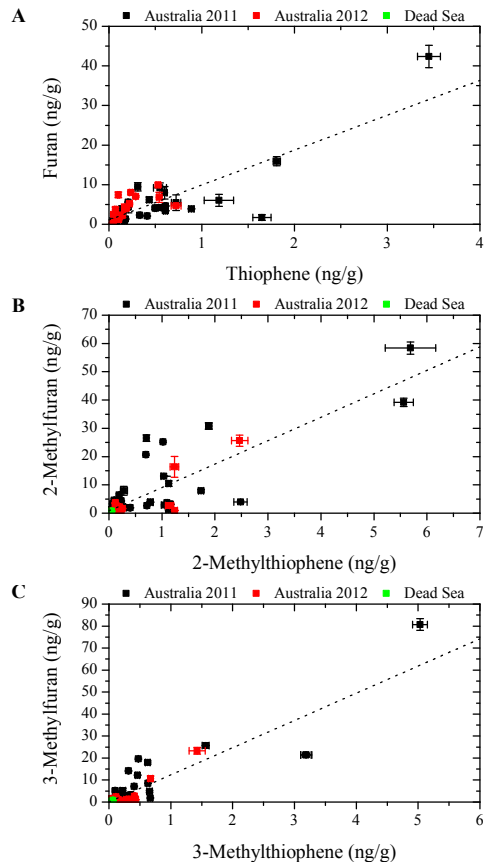 A
Australia 2011 Australia 2012 Dead Sea
50
40
30
20
10
0
Furan (ng/g)
0 1 2 3 4
Thiophene (ng/g)
B
Australia 2011 Australia 2012 Dead Sea
70
60
50
40
30
20
10
0
2-Methylfuran (ng/g)
0 1 2 3 4 5 6 7
2-Methylthiophene (ng/g)
C
Australia 2011 Australia 2012 Dead Sea
90
80
70
60
50
40
30
20
10
0
3-Methylfuran (ng/g)
0 1 2 3 4 5 6
3-Methylthiophene (ng/g)